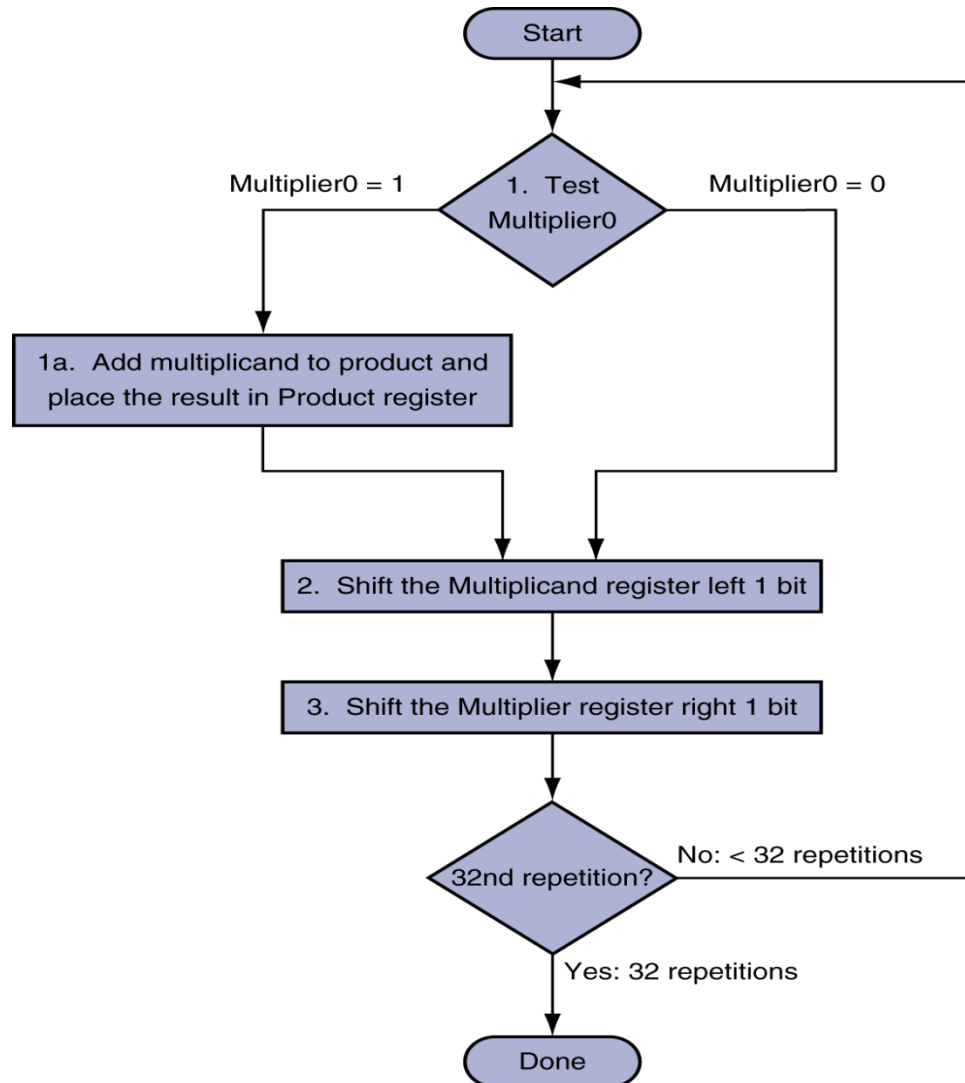 Start
Multiplier0 = 1
1. Test
Multiplier0
Multiplier0 = 0
1a. Add multiplicand to product and
place the result in Product register
2. Shift the Multiplicand register left 1 bit
3. Shift the Multiplier register right 1 bit
32nd repetition?
No: < 32 repetitions
Yes: 32 repetitions
Done